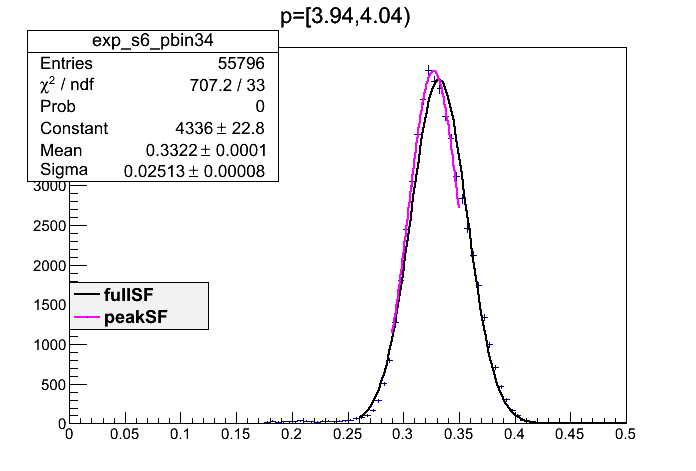 p=[3.94,4.04)
exp_s6_pbin34
Entries 55796
χ² / ndf 707.2 / 33
Prob 0
Constant 4336 ± 22.8
Mean 0.3322 ± 0.0001
Sigma 0.02513 ± 0.00008
3000
2500
2000
1500
1000
500
0
fullSF
peakSF
0 0.05 0.1 0.15 0.2 0.25 0.3 0.35 0.4 0.45 0.5